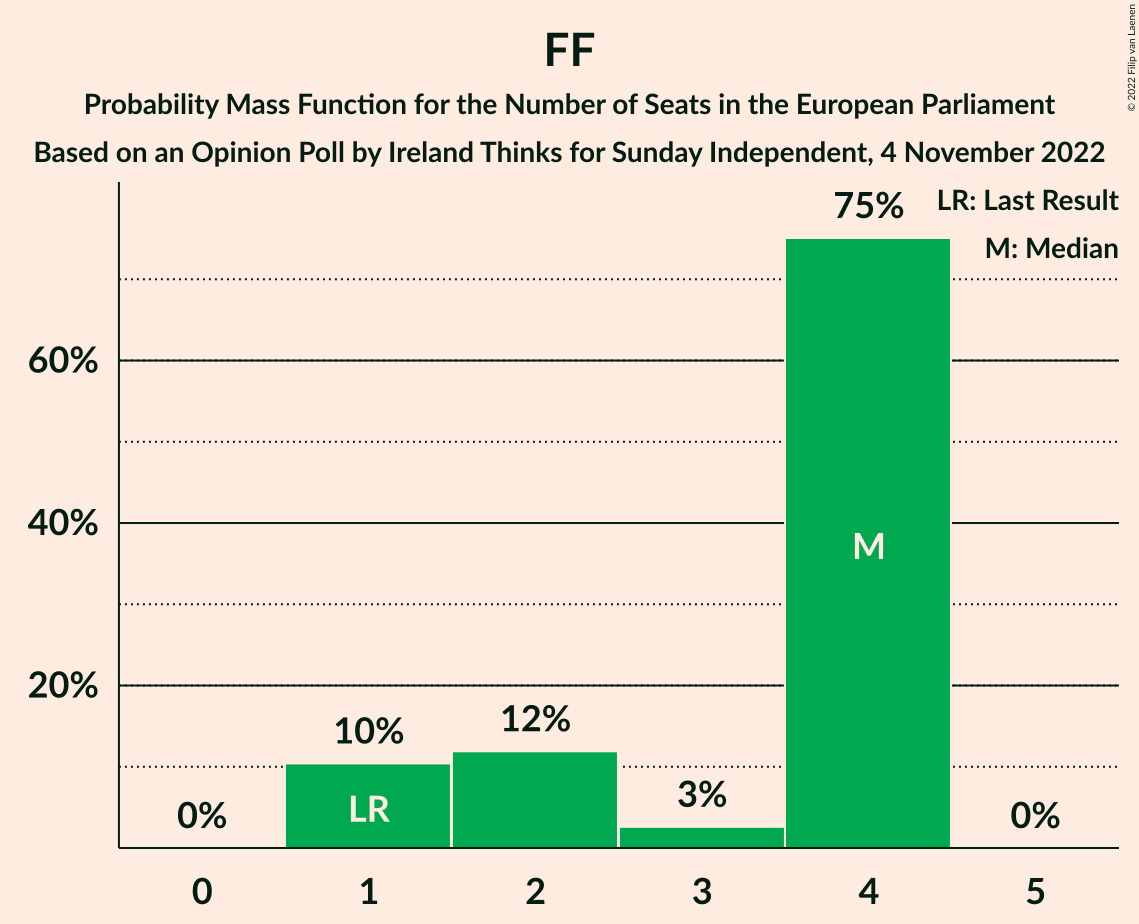 © 2022 Filip van Laenen
FF
Probability Mass Function for the Number of Seats in the European Parliament
Based on an Opinion Poll by Ireland Thinks for Sunday Independent, 4 November 2022
LR: Last Result
M: Median
60%
40%
20%
0%
10%
12%
3%
75%
0%
LR
M
0 1 2 3 4 5